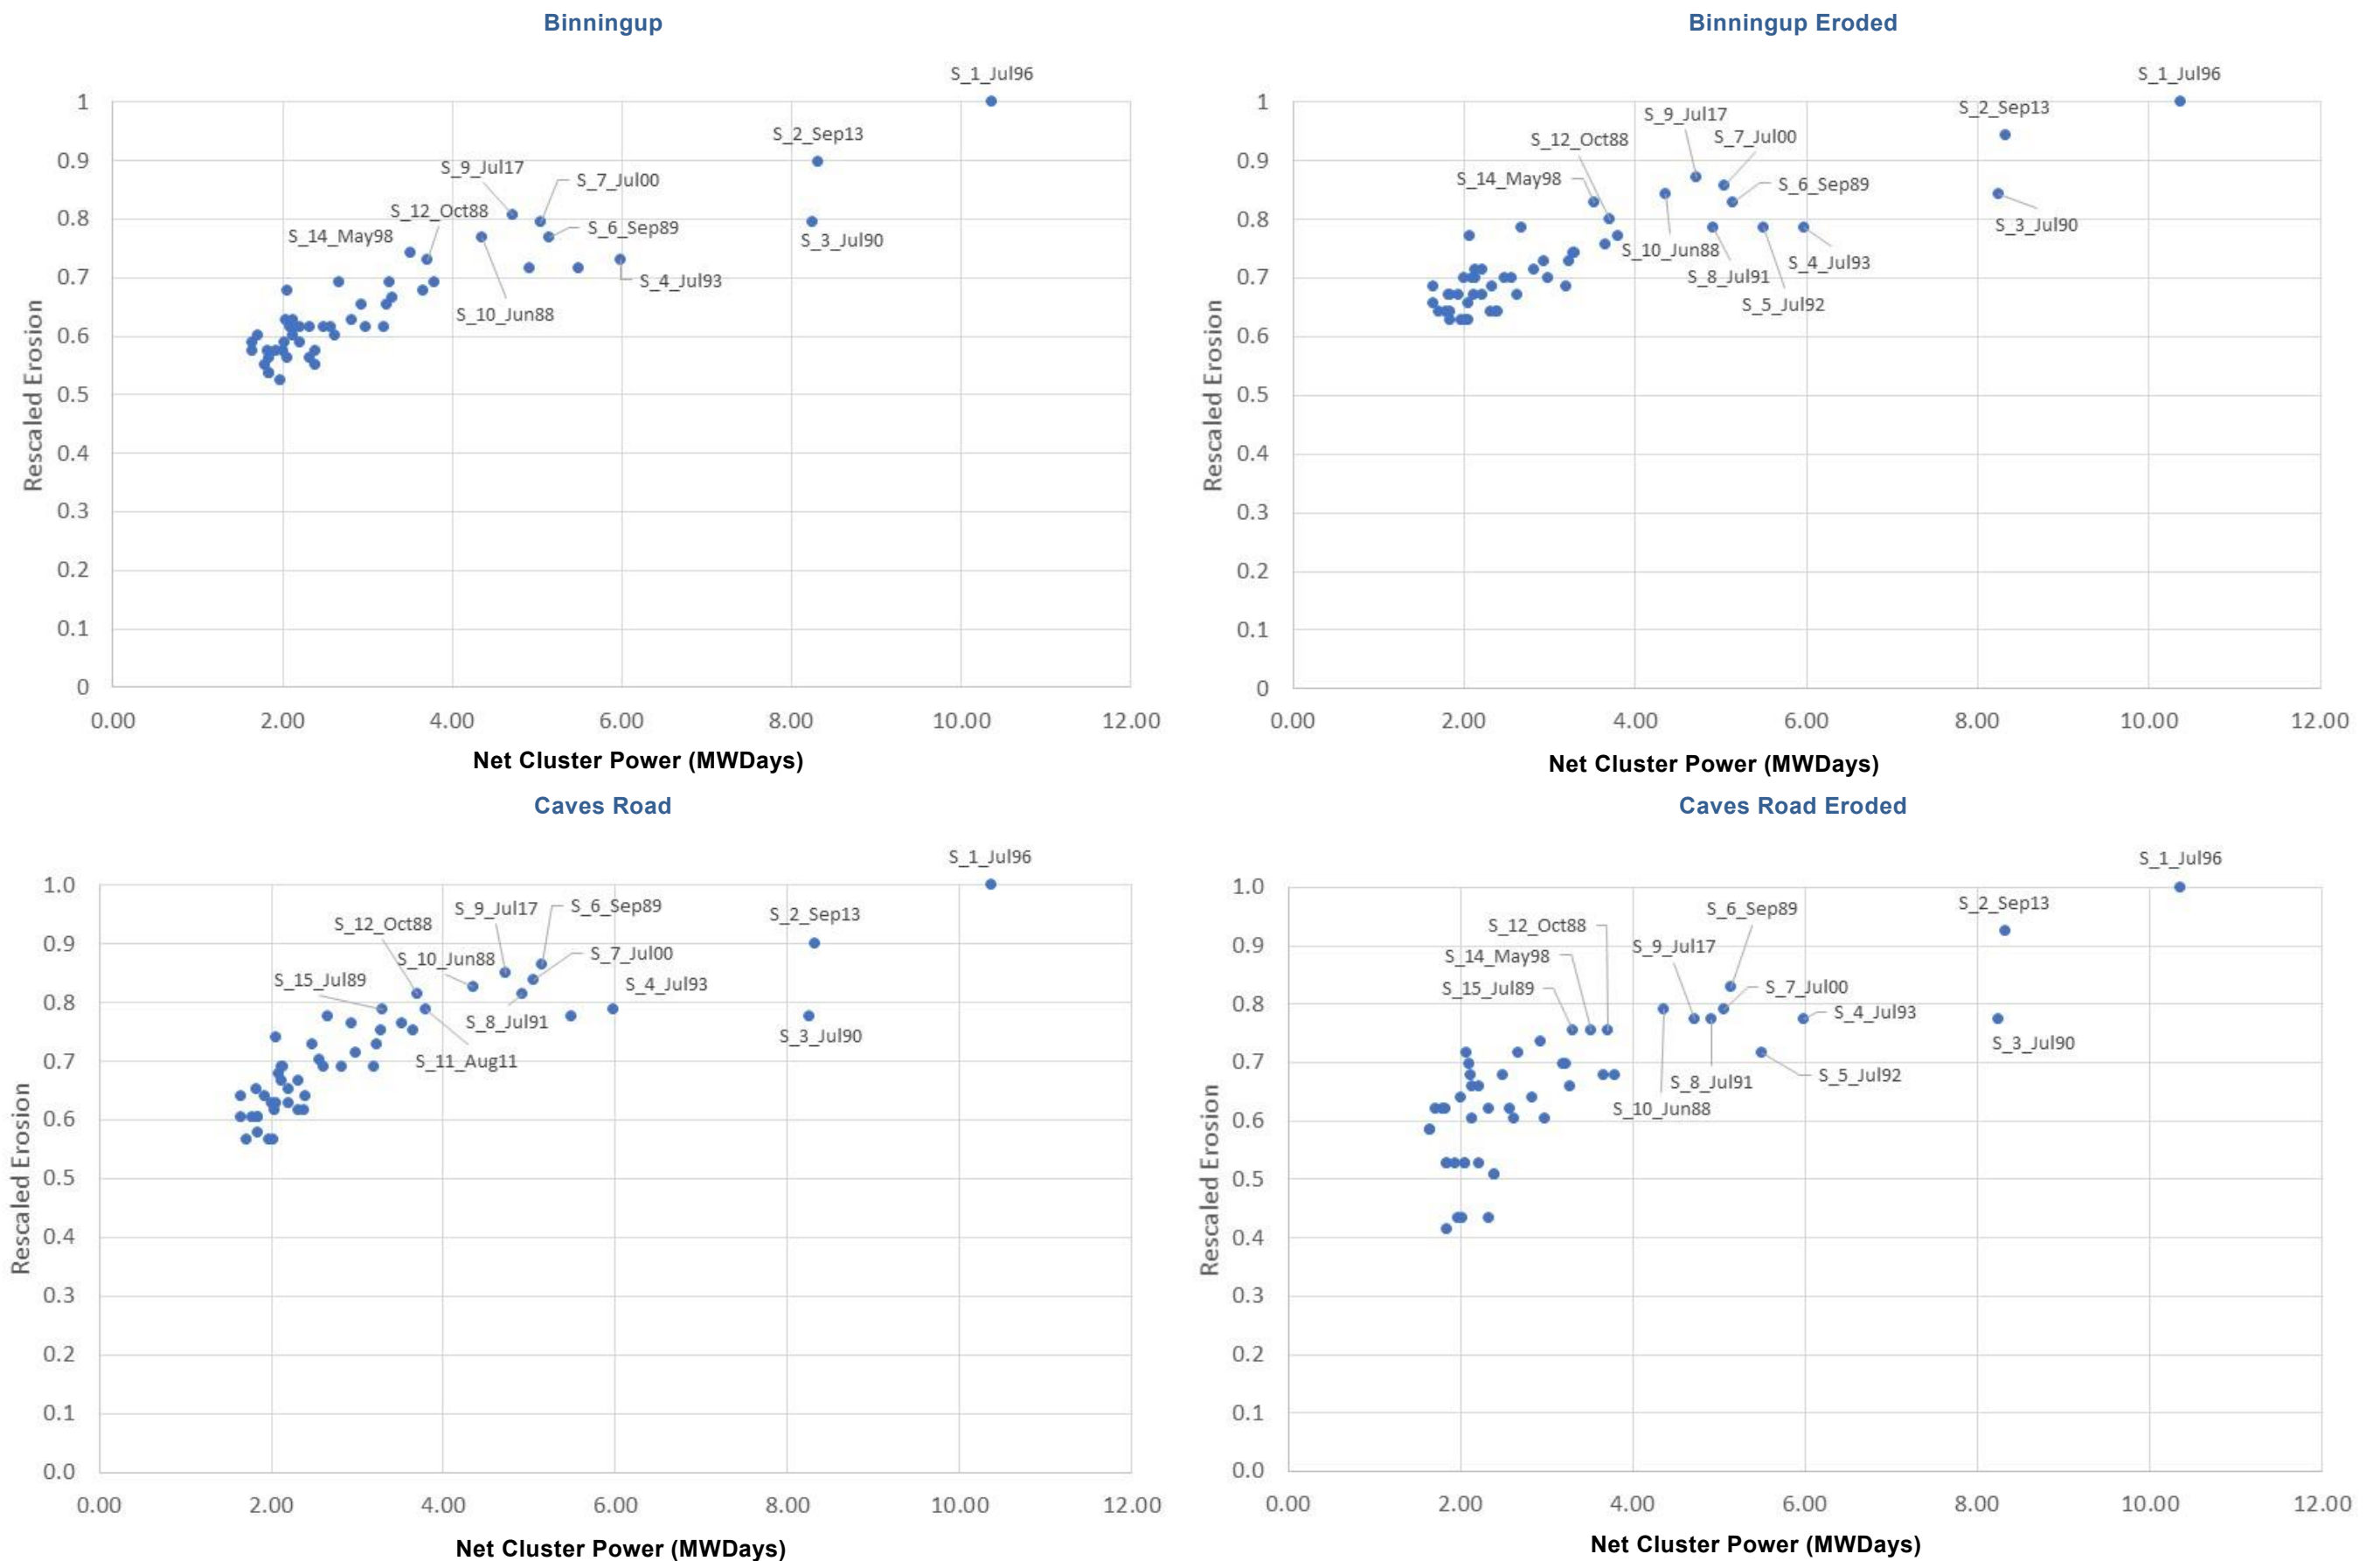 Binningup
S_1_Jul96
S_2_Sep13
S_9_Jul17
S_7_Jul00
S_12_Oct88
S_6_Sep89
S_14_May98
S_3_Jul90
S_4_Jul93
S_10_Jun88
1
0.9
0.8
0.7
0.6
0.5
0.4
0.3
0.2
0.1
0
Rescaled Erosion
0.00 2.00 4.00 6.00 8.00 10.00 12.00
Net Cluster Power (MWDays)
Binningup Eroded
S_1_Jul96
S_2_Sep13
S_9_Jul17
S_7_Jul00
S_12_Oct88
S_14_May98
S_6_Sep89
S_3_Jul90
S_10_Jun88
S_4_Jul93
S_8_Jul91
S_5_Jul92
1
0.9
0.8
0.7
0.6
0.5
0.4
0.3
0.2
0.1
0
Rescaled Erosion
0.00 2.00 4.00 6.00 8.00 10.00 12.00
Net Cluster Power (MWDays)
Caves Road
S_1_Jul96
S_6_Sep89
S_9_Jul17
S_2_Sep13
S_12_Oct88
S_7_Jul00
S_10_Jun88
S_15_Jul89
S_4_Jul93
S_8_Jul91
S_3_Jul90
S_11_Aug11
1.0
0.9
0.8
0.7
0.6
0.5
0.4
0.3
0.2
0.1
0.0
Rescaled Erosion
0.00 2.00 4.00 6.00 8.00 10.00 12.00
Net Cluster Power (MWDays)
Caves Road Eroded
S_1_Jul96
S_2_Sep13
S_6_Sep89
S_12_Oct88
S_9_Jul17
S_14_May98
S_15_Jul89
S_7_Jul00
S_4_Jul93
S_3_Jul90
S_5_Jul92
S_8_Jul91
S_10_Jun88
1.0
0.9
0.8
0.7
0.6
0.5
0.4
0.3
0.2
0.1
0.0
Rescaled Erosion
0.00 2.00 4.00 6.00 8.00 10.00 12.00
Net Cluster Power (MWDays)